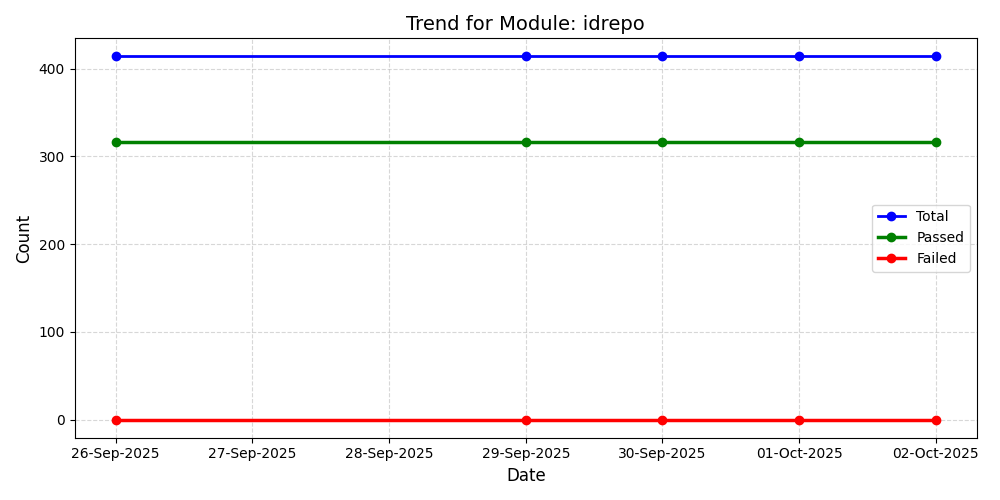 Trend for Module: idrepo
Count
400
300
200
100
0
Total
Passed
Failed
26-Sep-2025
27-Sep-2025
28-Sep-2025
29-Sep-2025
30-Sep-2025
01-Oct-2025
02-Oct-2025
Date